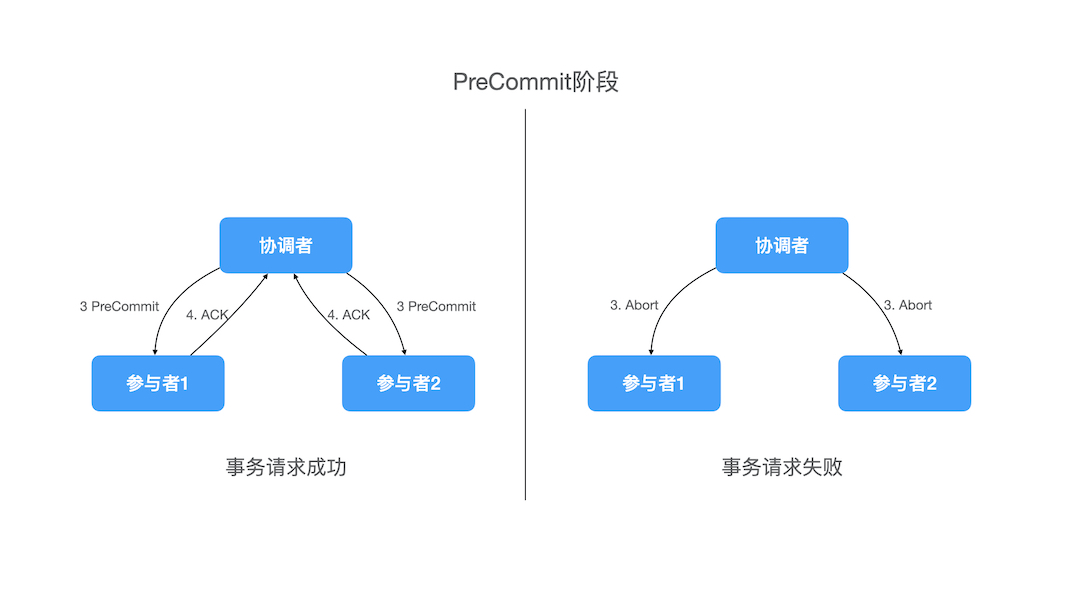 PreCommit阶段
协调者
3 PreCommit
4. ACK
4. ACK
3 PreCommit
参与者1
参与者2
事务请求成功
协调者
3. Abort
3. Abort
参与者1
参与者2
事务请求失败